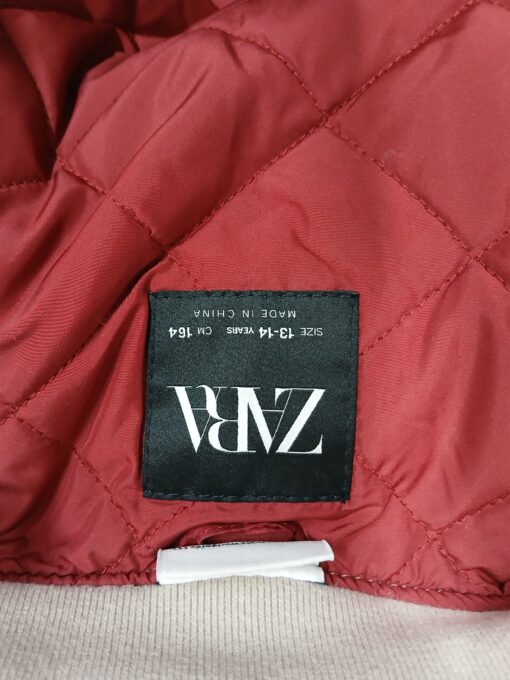 ZARA
SIZE 13-14 YEARS CM 164
MADE IN CHINA